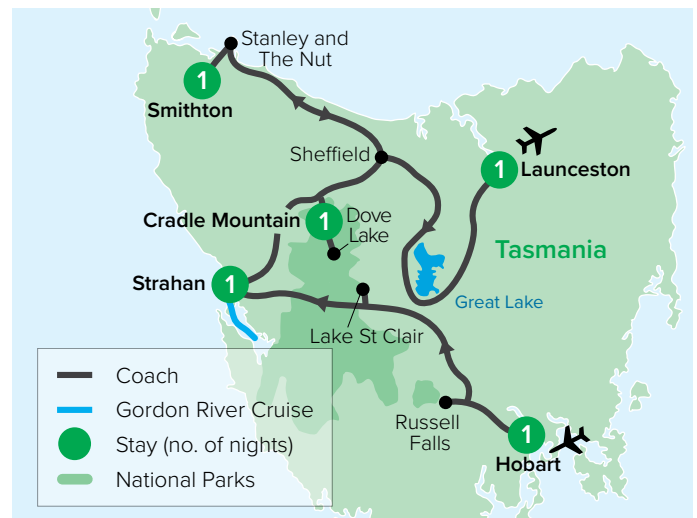 Stanley and
The Nut
1
Smithton
Sheffield
1
Launceston
Cradle Mountain
1
Dove
Lake
Tasmania
Strahan
1
Great Lake
Lake St Clair
Coach
Gordon River Cruise
Stay (no. of nights)
National Parks
Russell
Falls
1
Hobart